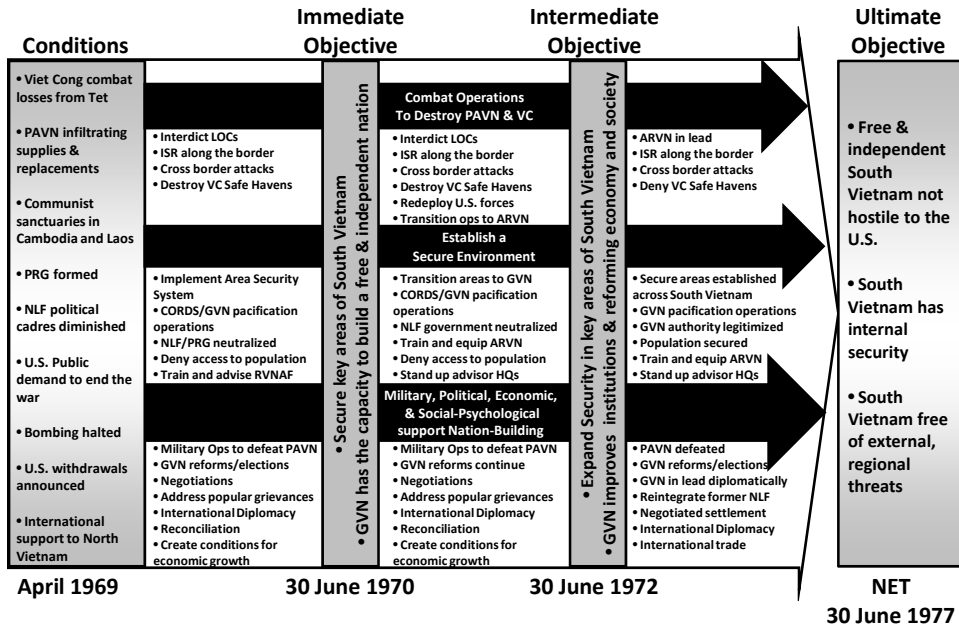 Conditions
Immediate
Objective
Intermediate
Objective
Ultimate
Objective
• Viet Cong combat
losses from Tet
• PAVN infiltrating
supplies &
replacements
• Communist
sanctuaries in
Cambodia and Laos
• PRG formed
• NLF political
cadres diminished
• U.S. Public
demand to end the
war
• Bombing halted
• U.S. withdrawals
announced
• International
support to North
Vietnam
• Interdict LOCs
• ISR along the border
• Cross border attacks
• Destroy VC Safe Havens
• Implement Area Security
System
• CORDS/GVN pacification
operations
• NLF/PRG neutralized
• Deny access to population
• Train and advise RVNAF
• Military Ops to defeat PAVN
• GVN reforms/elections
• Negotiations
• Address popular grievances
• International Diplomacy
• Reconciliation
• Create conditions for
economic growth
• Secure key areas of South Vietnam
• GVN has the capacity to build a free & independent nation
Combat Operations
To Destroy PAVN & VC
• Interdict LOCs
• ISR along the border
• Cross border attacks
• Destroy VC Safe Havens
• Redeploy U.S. forces
• Transition ops to ARVN
Establish a
Secure Environment
• Transition areas to GVN
• CORDS/GVN pacification
operations
• NLF government neutralized
• Train and equip ARVN
• Deny access to population
• Stand up advisor HQs
Military, Political, Economic,
& Social-Psychological
support Nation-Building
• Military Ops to defeat PAVN
• GVN reforms continue
• Negotiations
• Address popular grievances
• International Diplomacy
• Reconciliation
• Create conditions for
economic growth
• Expand Security in key areas of South Vietnam
• GVN improves institutions & reforming economy and society
• ARVN in lead
• ISR along the border
• Cross border attacks
• Deny VC Safe Havens
• Secure areas established
across South Vietnam
• GVN pacification operations
• GVN authority legitimized
• Population secured
• Train and equip ARVN
• Stand up advisor HQs
• PAVN defeated
• GVN reforms/elections
• GVN in lead diplomatically
• Reintegrate former NLF
• Negotiated settlement
• International Diplomacy
• International trade
• Free &
independent
South
Vietnam not
hostile to the
U.S.
• South
Vietnam has
internal
security
• South
Vietnam free
of external,
regional
threats
April 1969
30 June 1970
30 June 1972
NET
30 June 1977